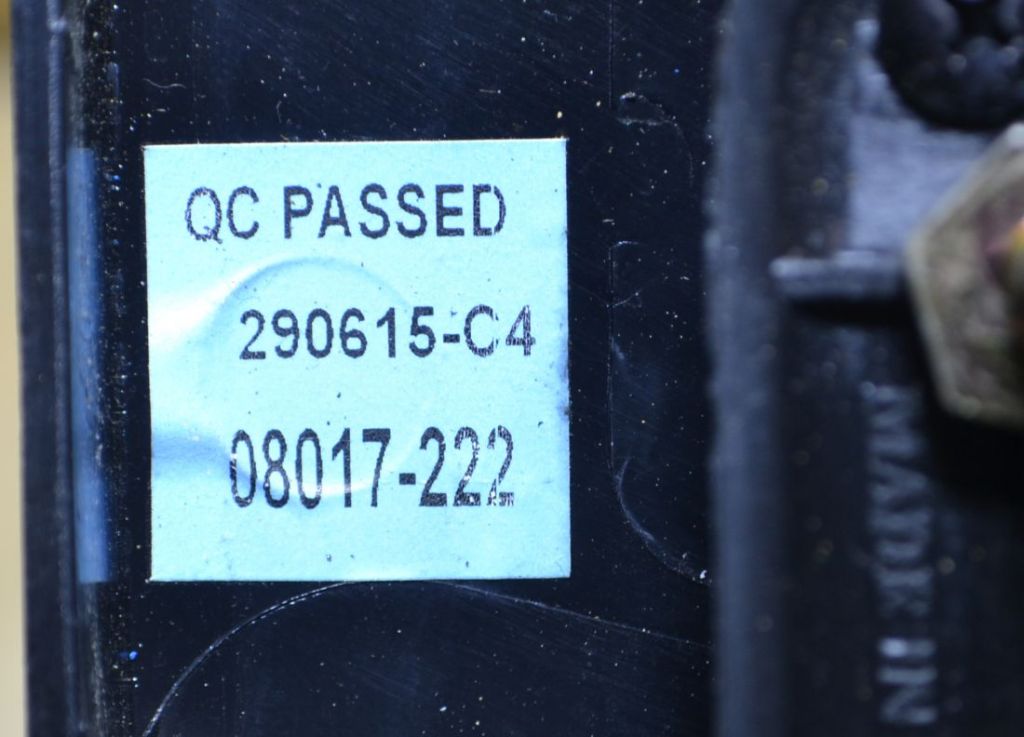 QC PASSED
290615-C4
08017-222
MADE IN